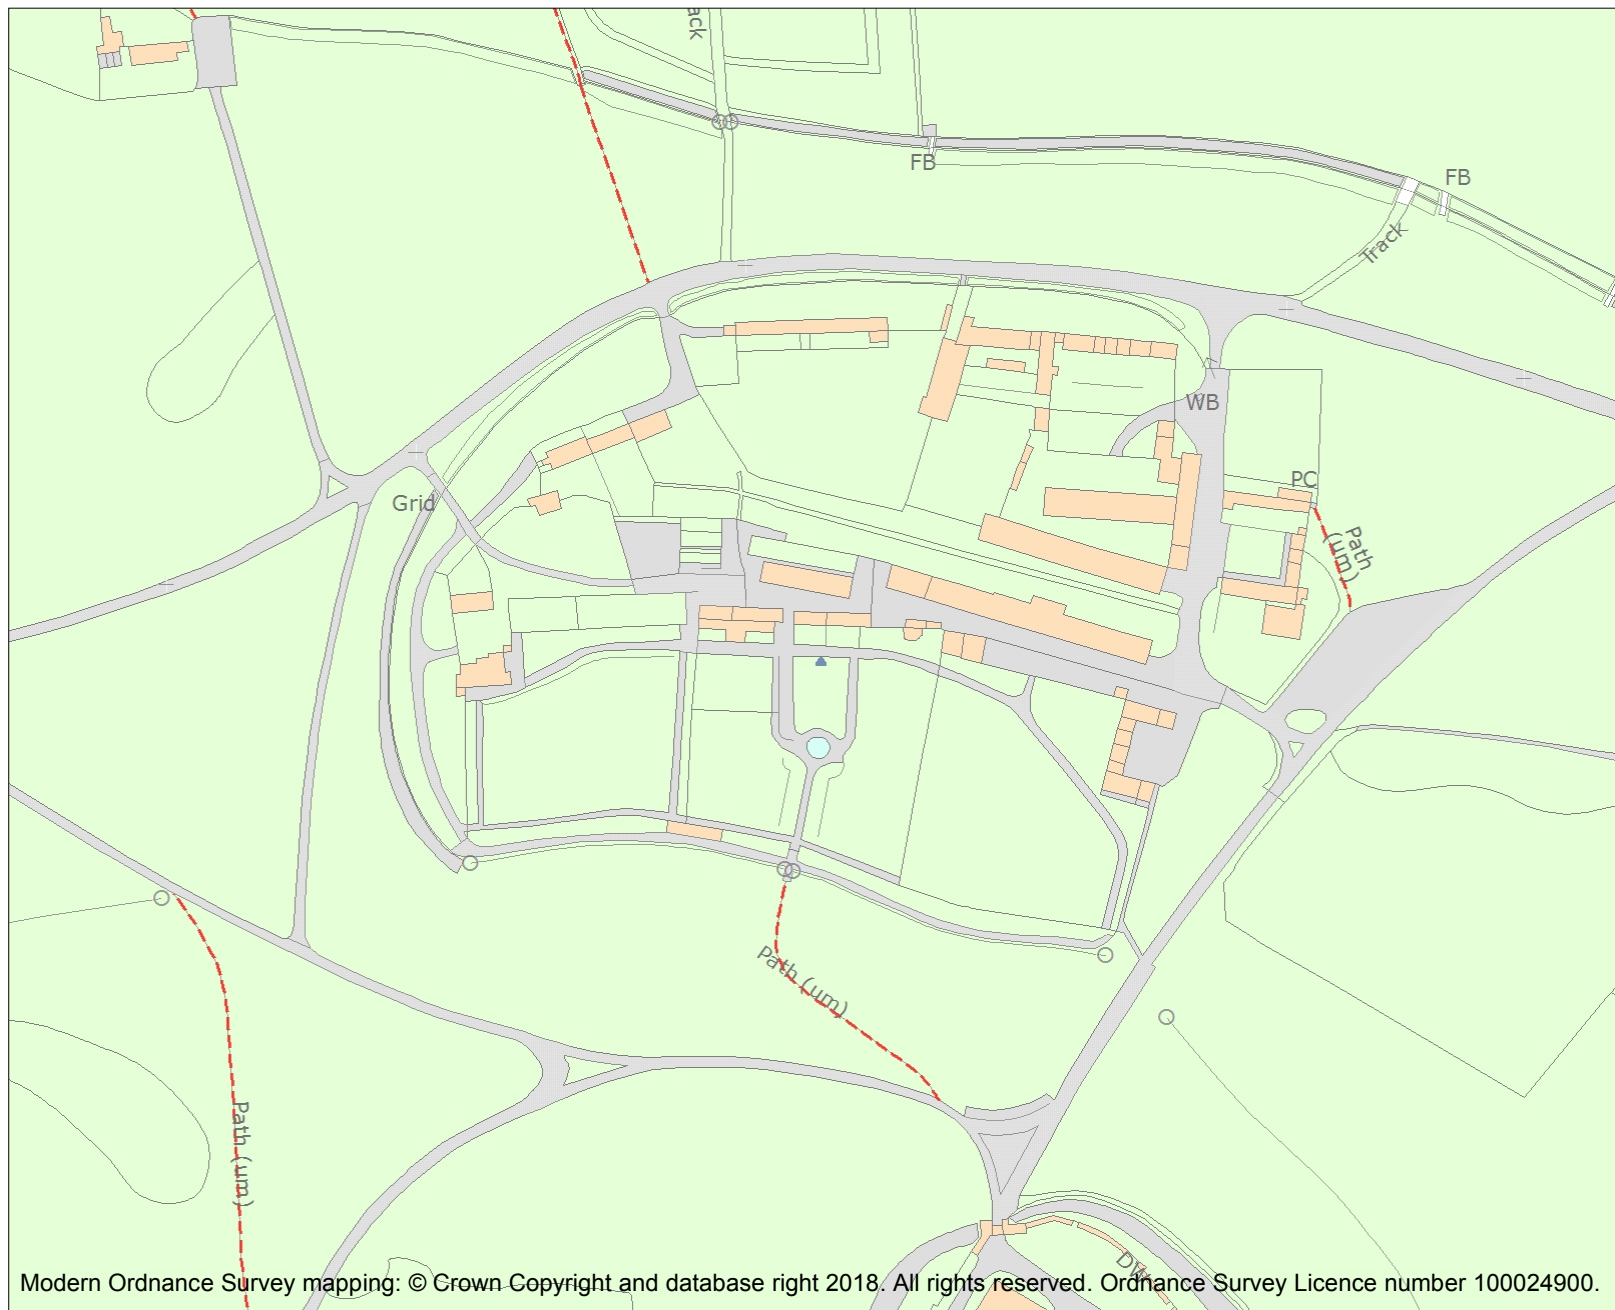 ack
FB
FB
Track
WB
PC
Grid
Path
(um)
Path (um)
Path (um)
DW
Modern Ordnance Survey mapping: © Crown Copyright and database right 2018. All rights reserved. Ordnance Survey Licence number 100024900.